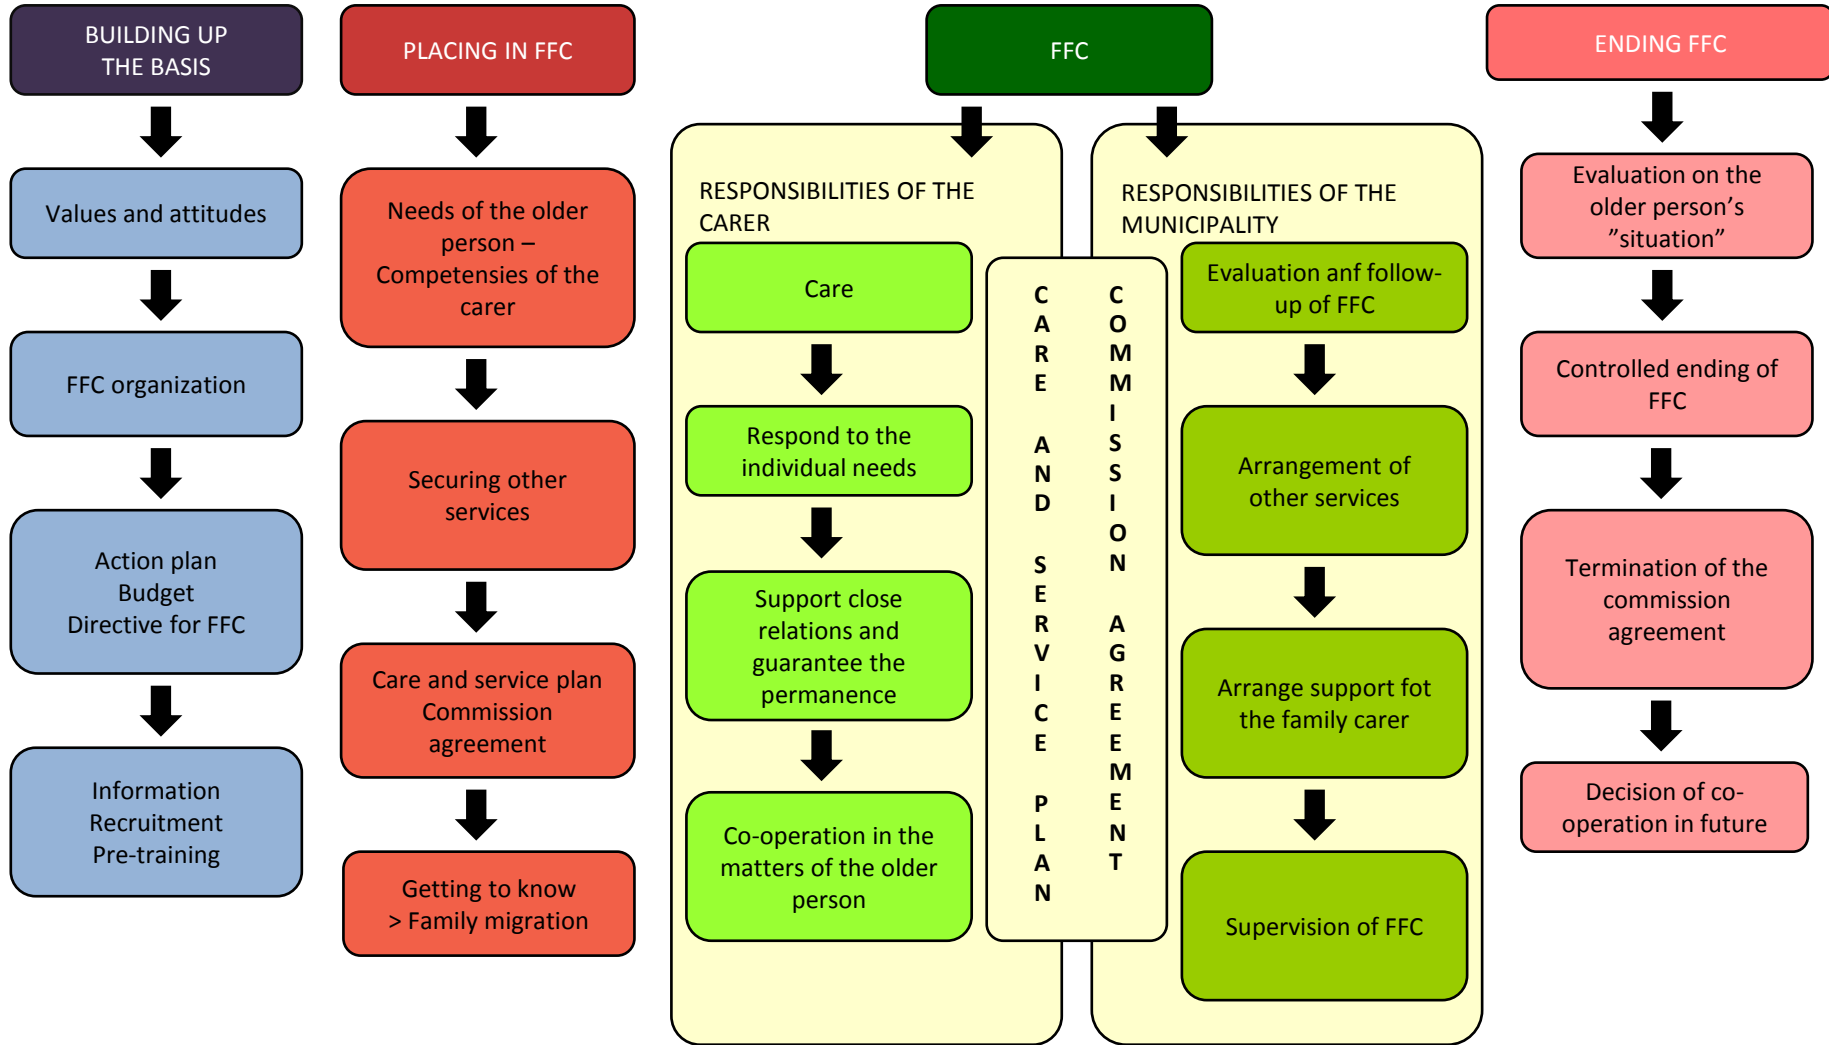 BUILDING UP
THE BASIS
Values and attitudes
FFC organization
Action plan
Budget
Directive for FFC
Information
Recruitment
Pre-training
PLACING IN FFC
Needs of the older
person –
Competensies of the
carer
Securing other
services
Care and service plan
Commission
agreement
Getting to know
> Family migration
FFC
RESPONSIBILITIES OF THE
CARER
Care
Respond to the
individual needs
Support close
relations and
guarantee the
permanence
Co-operation in the
matters of the older
person
CARE AND SERVICE PLAN
COMMISSION AGREEMENT
RESPONSIBILITIES OF THE
MUNICIPALITY
Evaluation anf follow-
up of FFC
Arrangement of
other services
Arrange support fot
the family carer
Supervision of FFC
ENDING FFC
Evaluation on the
older person's
”situation”
Controlled ending of
FFC
Termination of the
commission
agreement
Decision of co-
operation in future